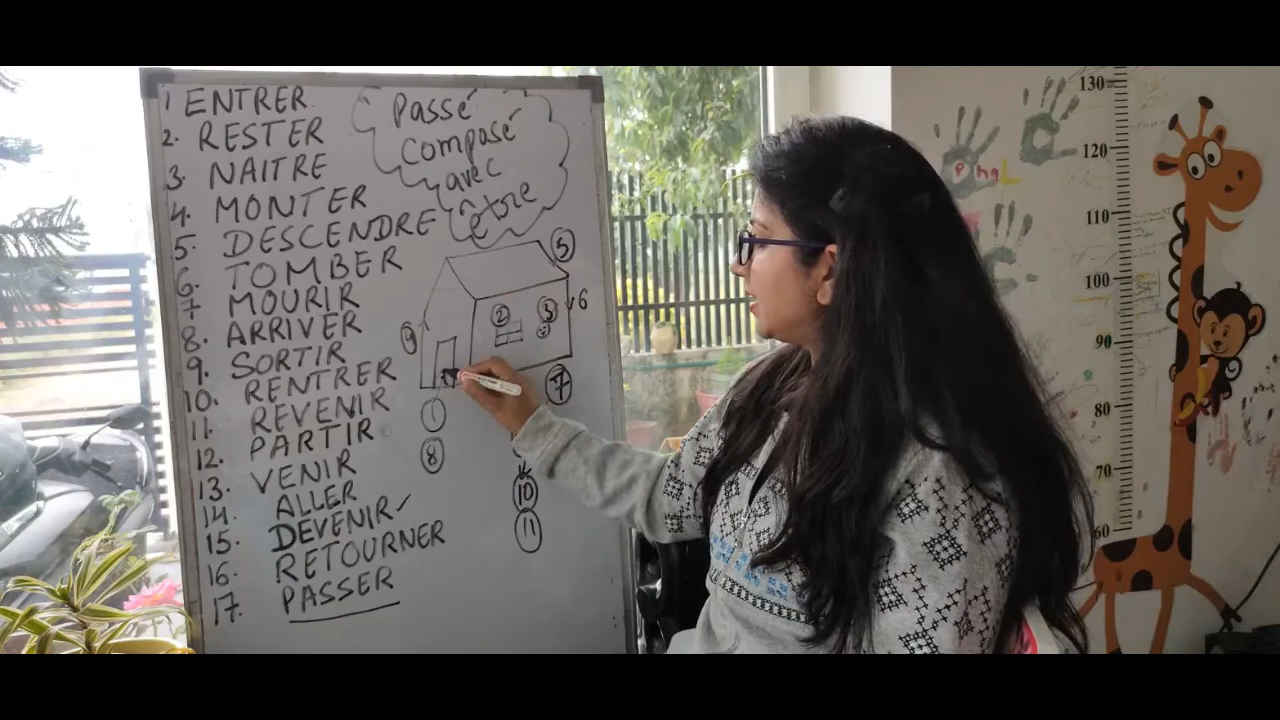 1 ENTRER
2. RESTER
3. NAITRE
4. MONTER
5. DESCENDRE
6. TOMBER
7 MOURIR
8. ARRIVER
9. SORTIR
10. RENTRER
11. REVENIR
12. PARTIR
13. VENIR
14. ALLER
15. DEVENIR
16. RETOURNER
17. PASSER
Passé
composé
avec
être
5
6
2
3
9
7
1
8
10
11
130
120
110
100
90
80
70
60